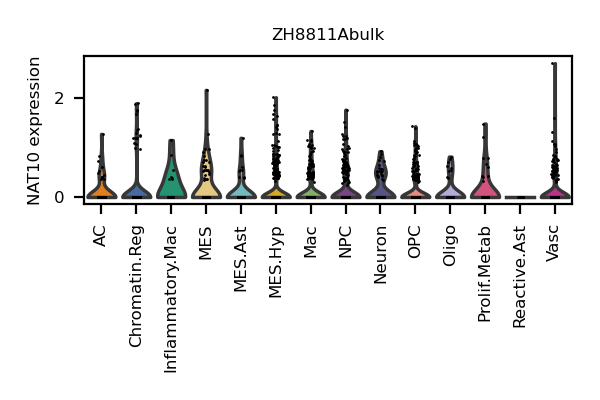 ZH8811Abulk
NAT10 expression
2
0
AC
Chromatin.Reg
Inflammatory.Mac
MES
MES.Ast
MES.Hyp
Mac
NPC
Neuron
OPC
Oligo
Prolif.Metab
Reactive.Ast
Vasc